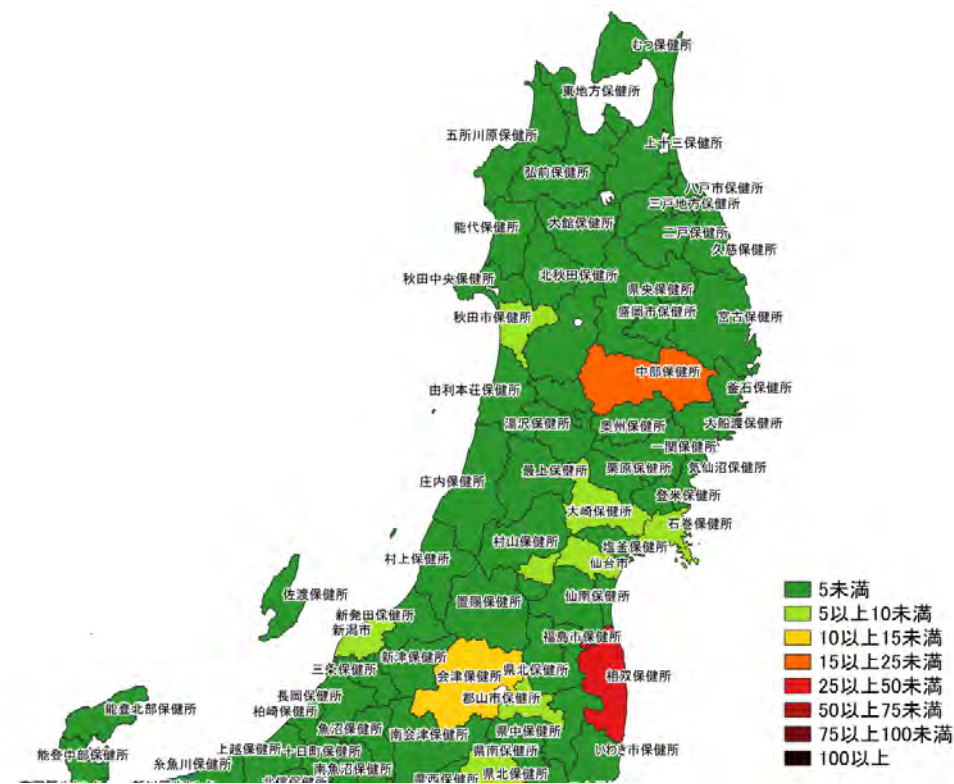 むつ保健所
東地方保健所
五所川原保健所
上十三保健所
弘前保健所
八戸市保健所
三戸地方保健所
大館保健所
能代保健所
二戸保健所
久慈保健所
北秋田保健所
秋田中央保健所
県央保健所
盛岡市保健所
秋田市保健所
宮古保健所
中部保健所
釜石保健所
由利本荘保健所
湯沢保健所
奥州保健所
大船渡保健所
一関保健所
最上保健所
栗原保健所
気仙沼保健所
庄内保健所
登米保健所
大崎保健所
石巻保健所
村山保健所
塩釜保健所
村上保健所
仙台市
佐渡保健所
置賜保健所
仙南保健所
新発田保健所
新潟市
福島市保健所
新津保健所
三条保健所
会津保健所
県北保健所
相双保健所
長岡保健所
郡山市保健所
能登北部保健所
柏崎保健所
魚沼保健所
南会津保健所
県中保健所
能登中部保健所
上越保健所
十日町保健所
県南保健所
いわき市保健所
糸魚川保健所
南魚沼保健所
北信保健所
県西保健所
県北保健所
5未満
5以上10未満
10以上15未満
15以上25未満
25以上50未満
50以上75未満
75以上100未満
100以上